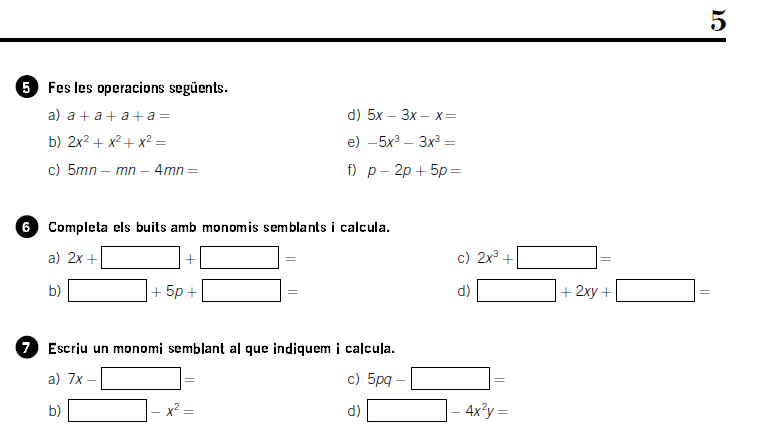 5
5 Fes les operacions següents.
a) a + a + a + a =
d) 5x – 3x – x =
b) 2x² + x² + x² =
e) –5x³ – 3x³ =
c) 5mn – mn – 4mn =
f) p – 2p + 5p =
6 Completa els buits amb monomis semblants i calcula.
a) 2x + + =
c) 2x³ + =
b) + 5p + =
d) + 2xy + =
7 Escriu un monomi semblant al que indiquem i calcula.
a) 7x – =
c) 5pq – =
b) – x² =
d) – 4x²y =